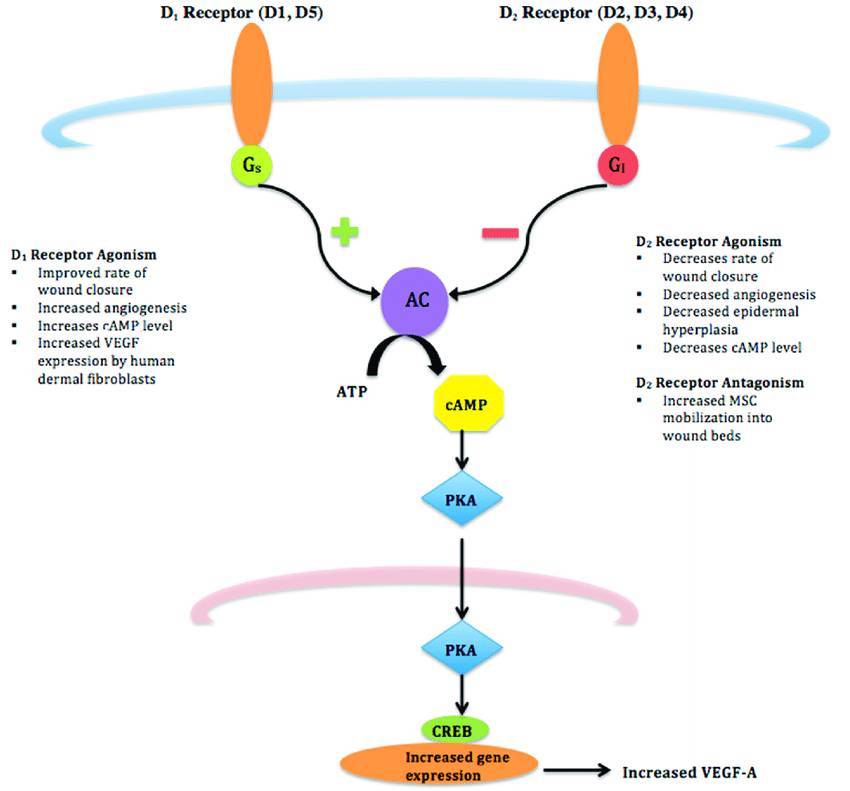 D₁ Receptor (D1, D5)
D₂ Receptor (D2, D3, D4)
Gs
GI
D₁ Receptor Agonism
▪ Improved rate of
wound closure
▪ Increased angiogenesis
▪ Increases cAMP level
▪ Increased VEGF
expression by human
dermal fibroblasts
D₂ Receptor Agonism
▪ Decreases rate of
wound closure
▪ Decreased angiogenesis
▪ Decreased epidermal
hyperplasia
▪ Decreases cAMP level
D₂ Receptor Antagonism
▪ Increased MSC
mobilization into
wound beds
AC
ATP
cAMP
PKA
PKA
CREB
Increased gene
expression
Increased VEGF-A